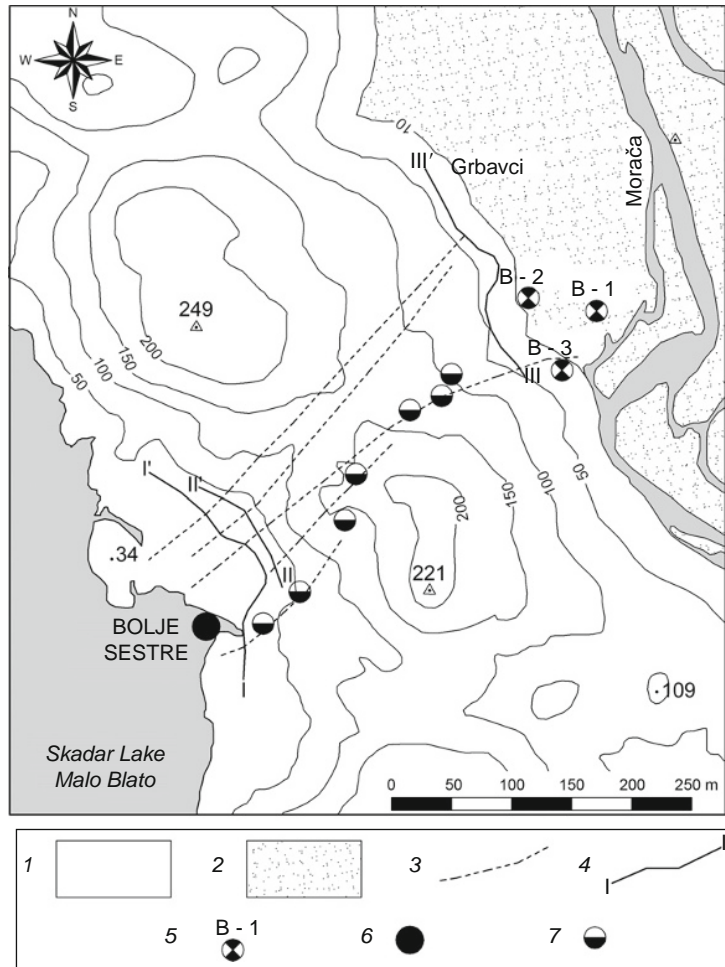 N
W E
S
10
III′ Grbavci
Morača
B - 2
B - 1
249
200
150
100
50
B - 3
III
50
100
150
200
I'
II'
34
II
221
BOLJE
SESTRE
I
109
Skadar Lake
Malo Blato
0 50 100 150 200 250 m
1 2 3 4 I I
5 B - 1 6 7